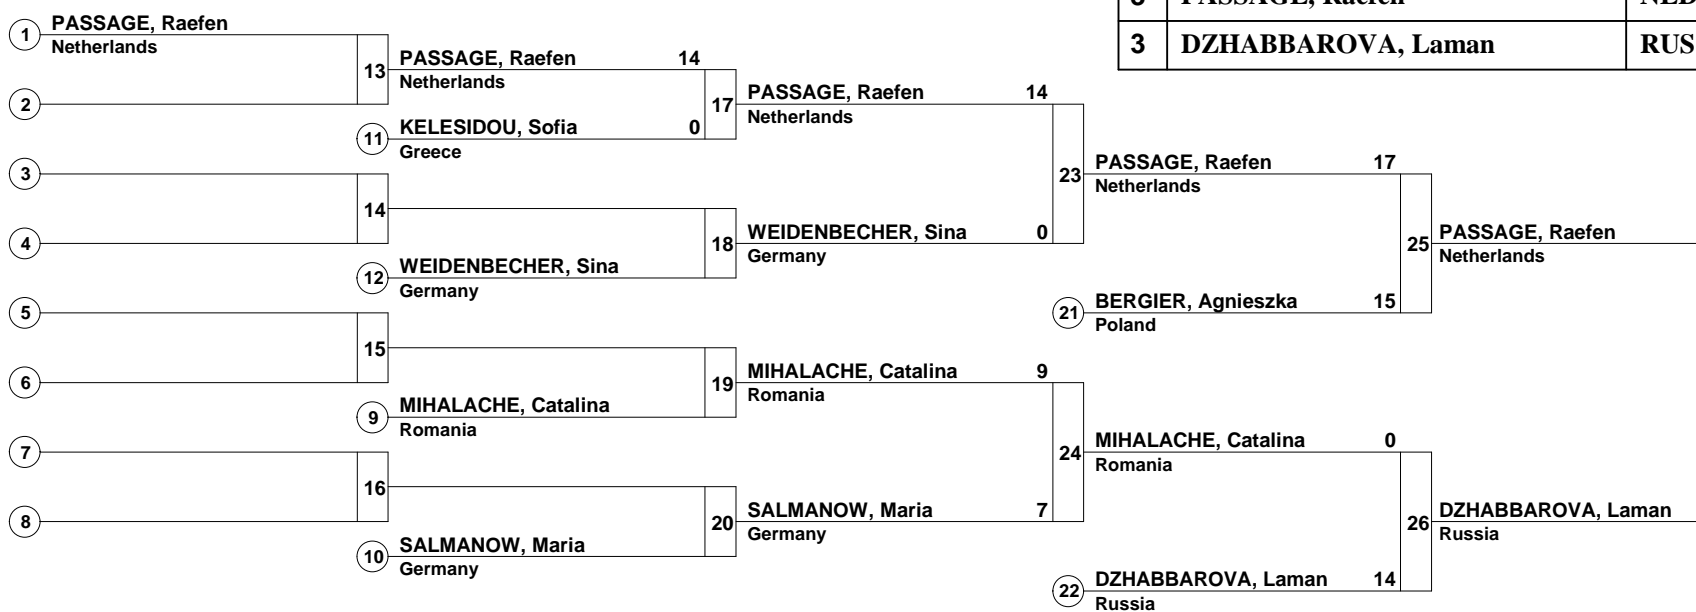 3 PASSAGE, Raefen NED
3 DZHABBAROVA, Laman RUS
1 PASSAGE, Raefen
Netherlands
2
3
4
5
6
7
8
13 PASSAGE, Raefen 14
Netherlands
11 KELESIDOU, Sofia 0
Greece
14
12 WEIDENBECHER, Sina
Germany
15
9 MIHALACHE, Catalina
Romania
16
10 SALMANOW, Maria
Germany
17 PASSAGE, Raefen 14
Netherlands
18 WEIDENBECHER, Sina 0
Germany
19 MIHALACHE, Catalina 9
Romania
20 SALMANOW, Maria 7
Germany
23 PASSAGE, Raefen 17
Netherlands
21 BERGIER, Agnieszka 15
Poland
24 MIHALACHE, Catalina 0
Romania
22 DZHABBAROVA, Laman 14
Russia
25 PASSAGE, Raefen
Netherlands
26 DZHABBAROVA, Laman
Russia